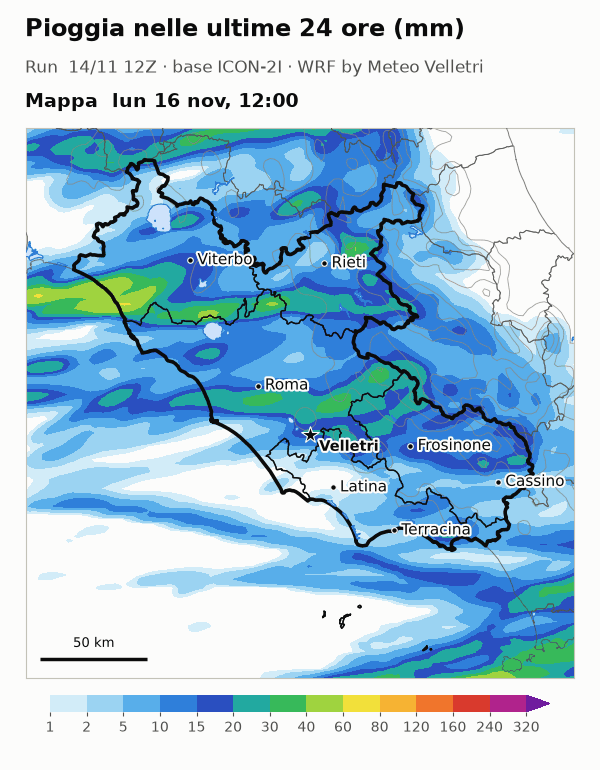 Pioggia nelle ultime 24 ore (mm)
Run 14/11 12Z · base ICON-2I · WRF by Meteo Velletri
Mappa lun 16 nov, 12:00
Viterbo
Rieti
Roma
Velletri
Frosinone
Cassino
Latina
Terracina
50 km
1 2 5 10 15 20 30 40 60 80 120 160 240 320